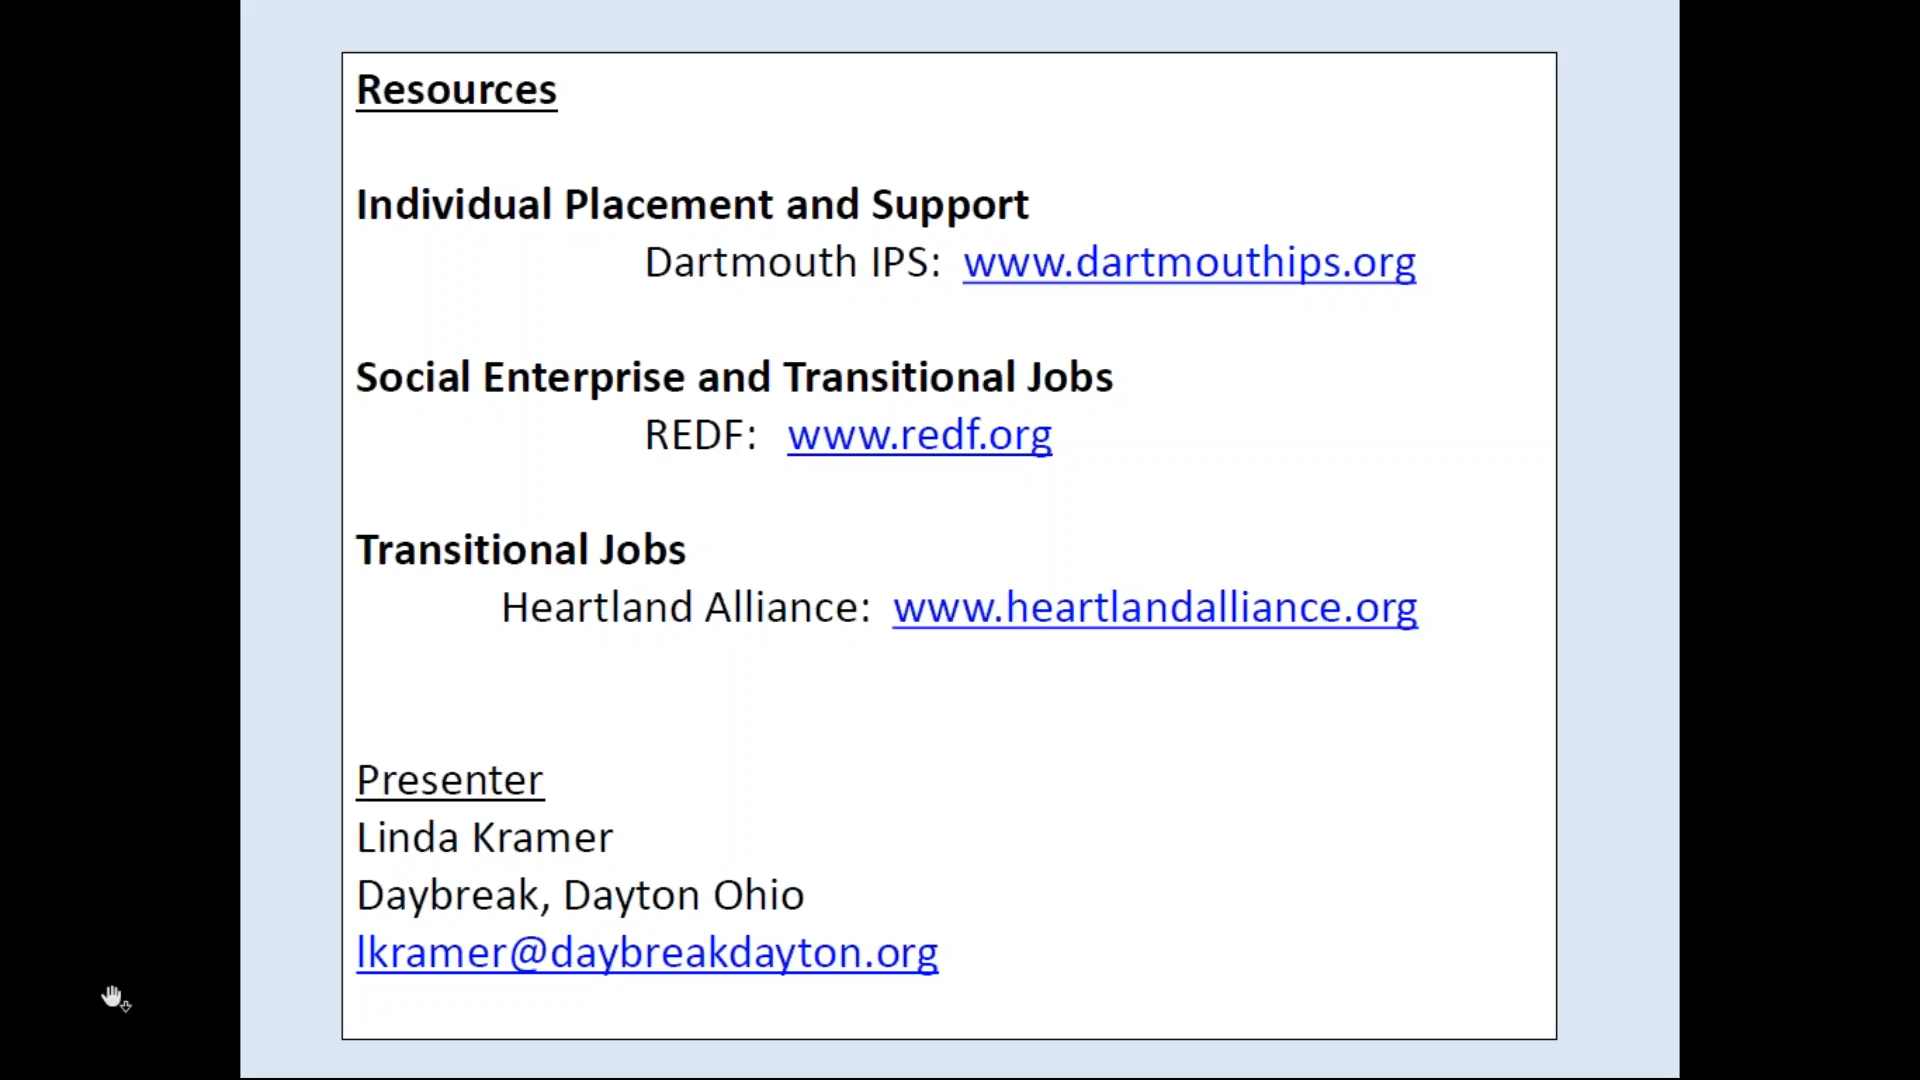 Resources
Individual Placement and Support
Dartmouth IPS: www.dartmouthips.org
Social Enterprise and Transitional Jobs
REDF: www.redf.org
Transitional Jobs
Heartland Alliance: www.heartlandalliance.org
Presenter
Linda Kramer
Daybreak, Dayton Ohio
lkramer@daybreakdayton.org